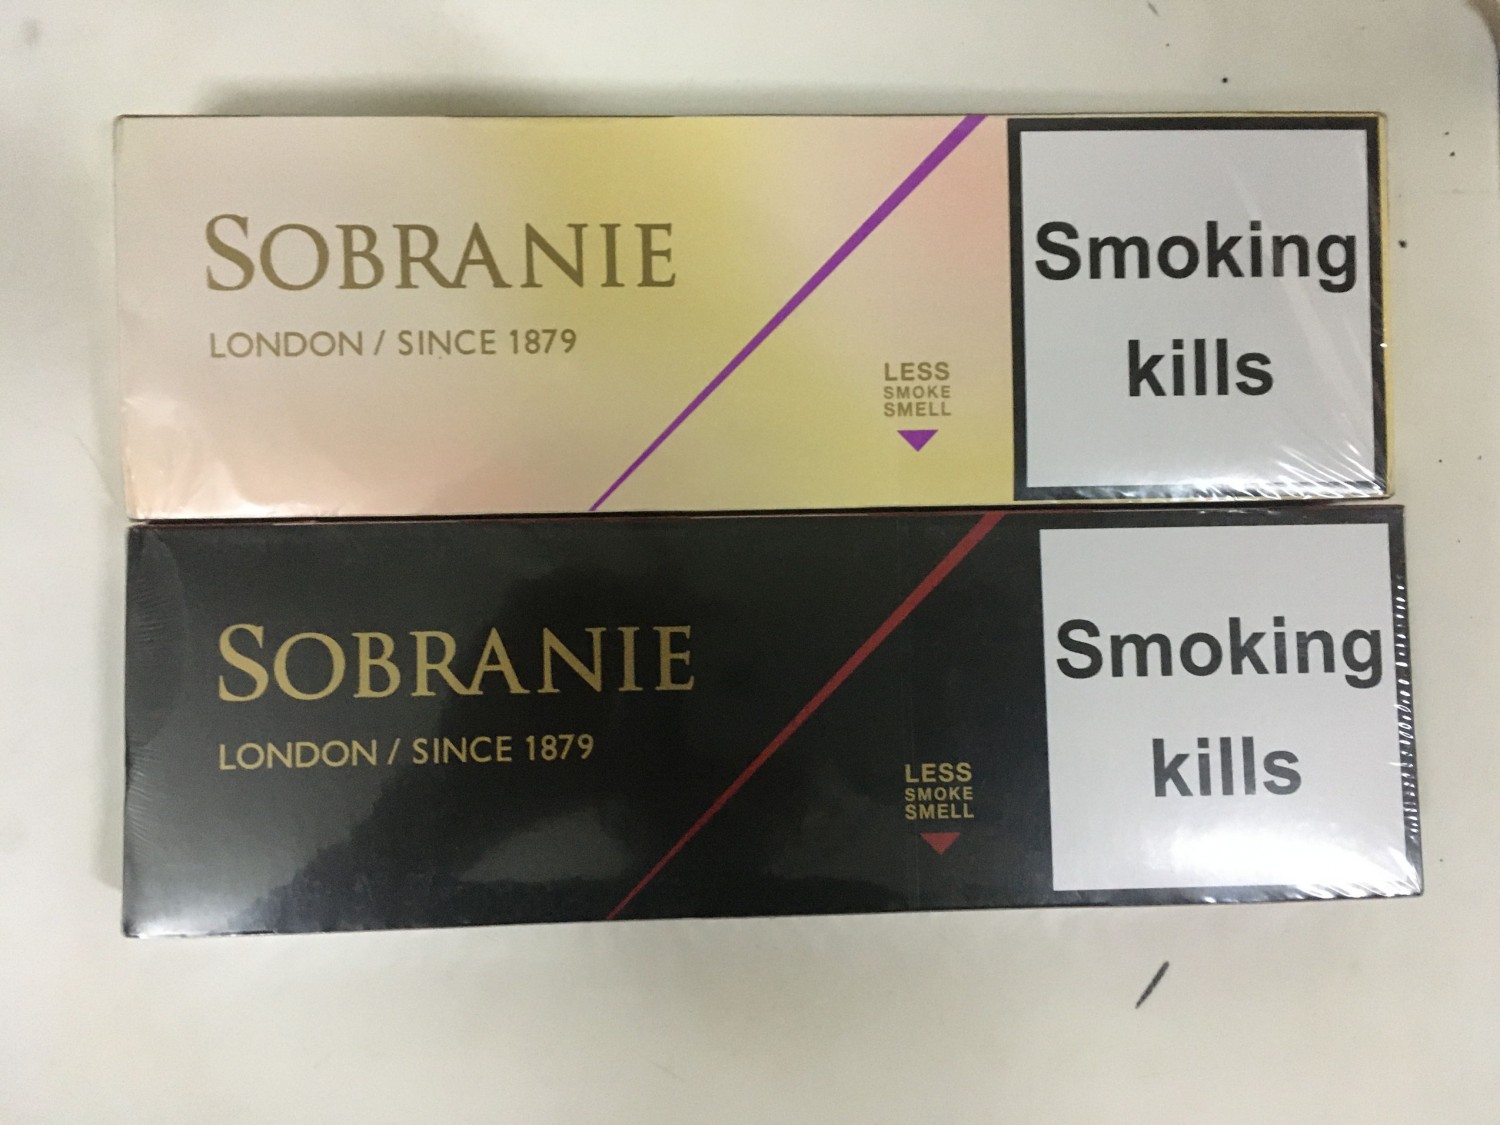 SOBRANIE
LONDON / SINCE 1879
LESS
SMOKE
SMELL
Smoking
kills
SOBRANIE
LONDON / SINCE 1879
LESS
SMOKE
SMELL
Smoking
kills